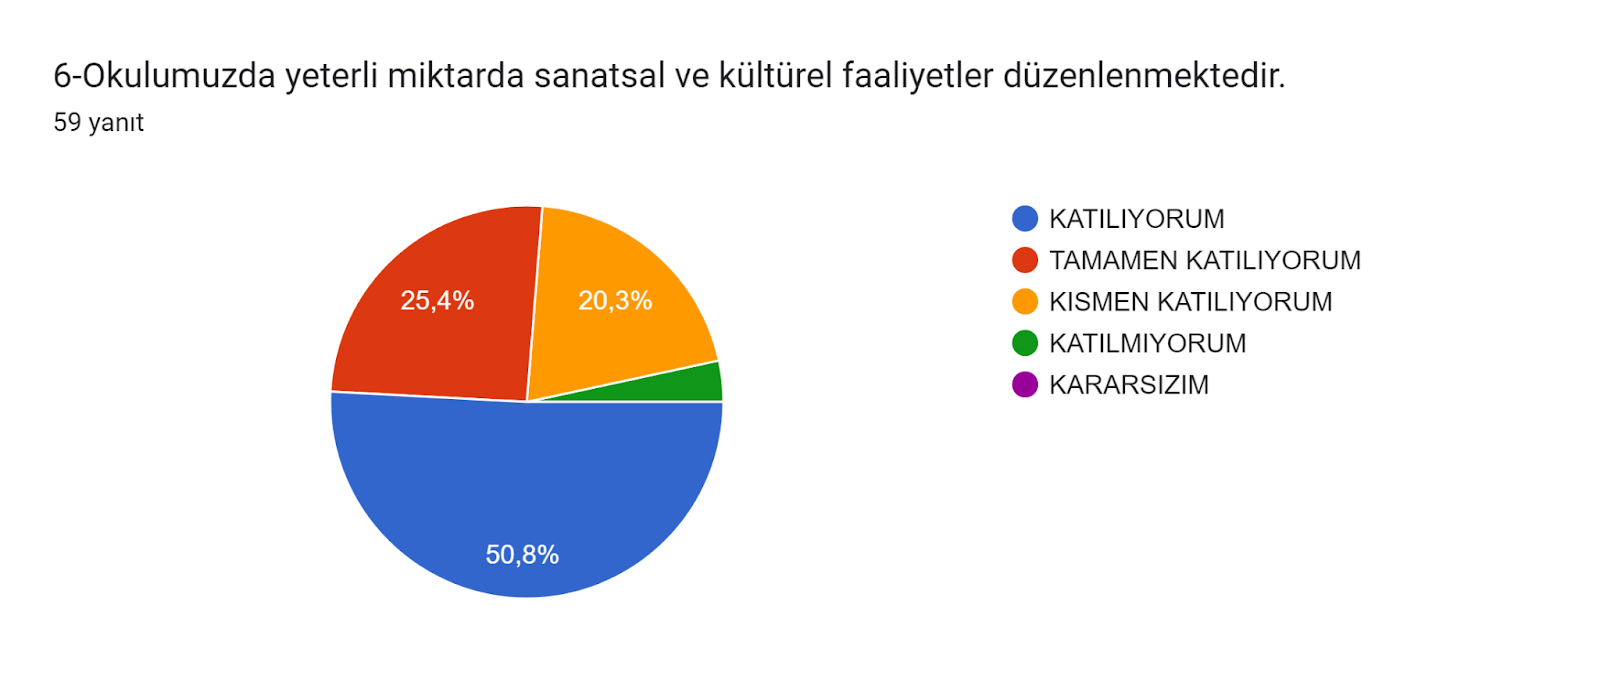 6-Okulumuzda yeterli miktarda sanatsal ve kültürel faaliyetler düzenlenmektedir.
59 yanıt
25,4%
20,3%
50,8%
KATILIYORUM
TAMAMEN KATILIYORUM
KISMEN KATILIYORUM
KATILMIYORUM
KARARSIZIM